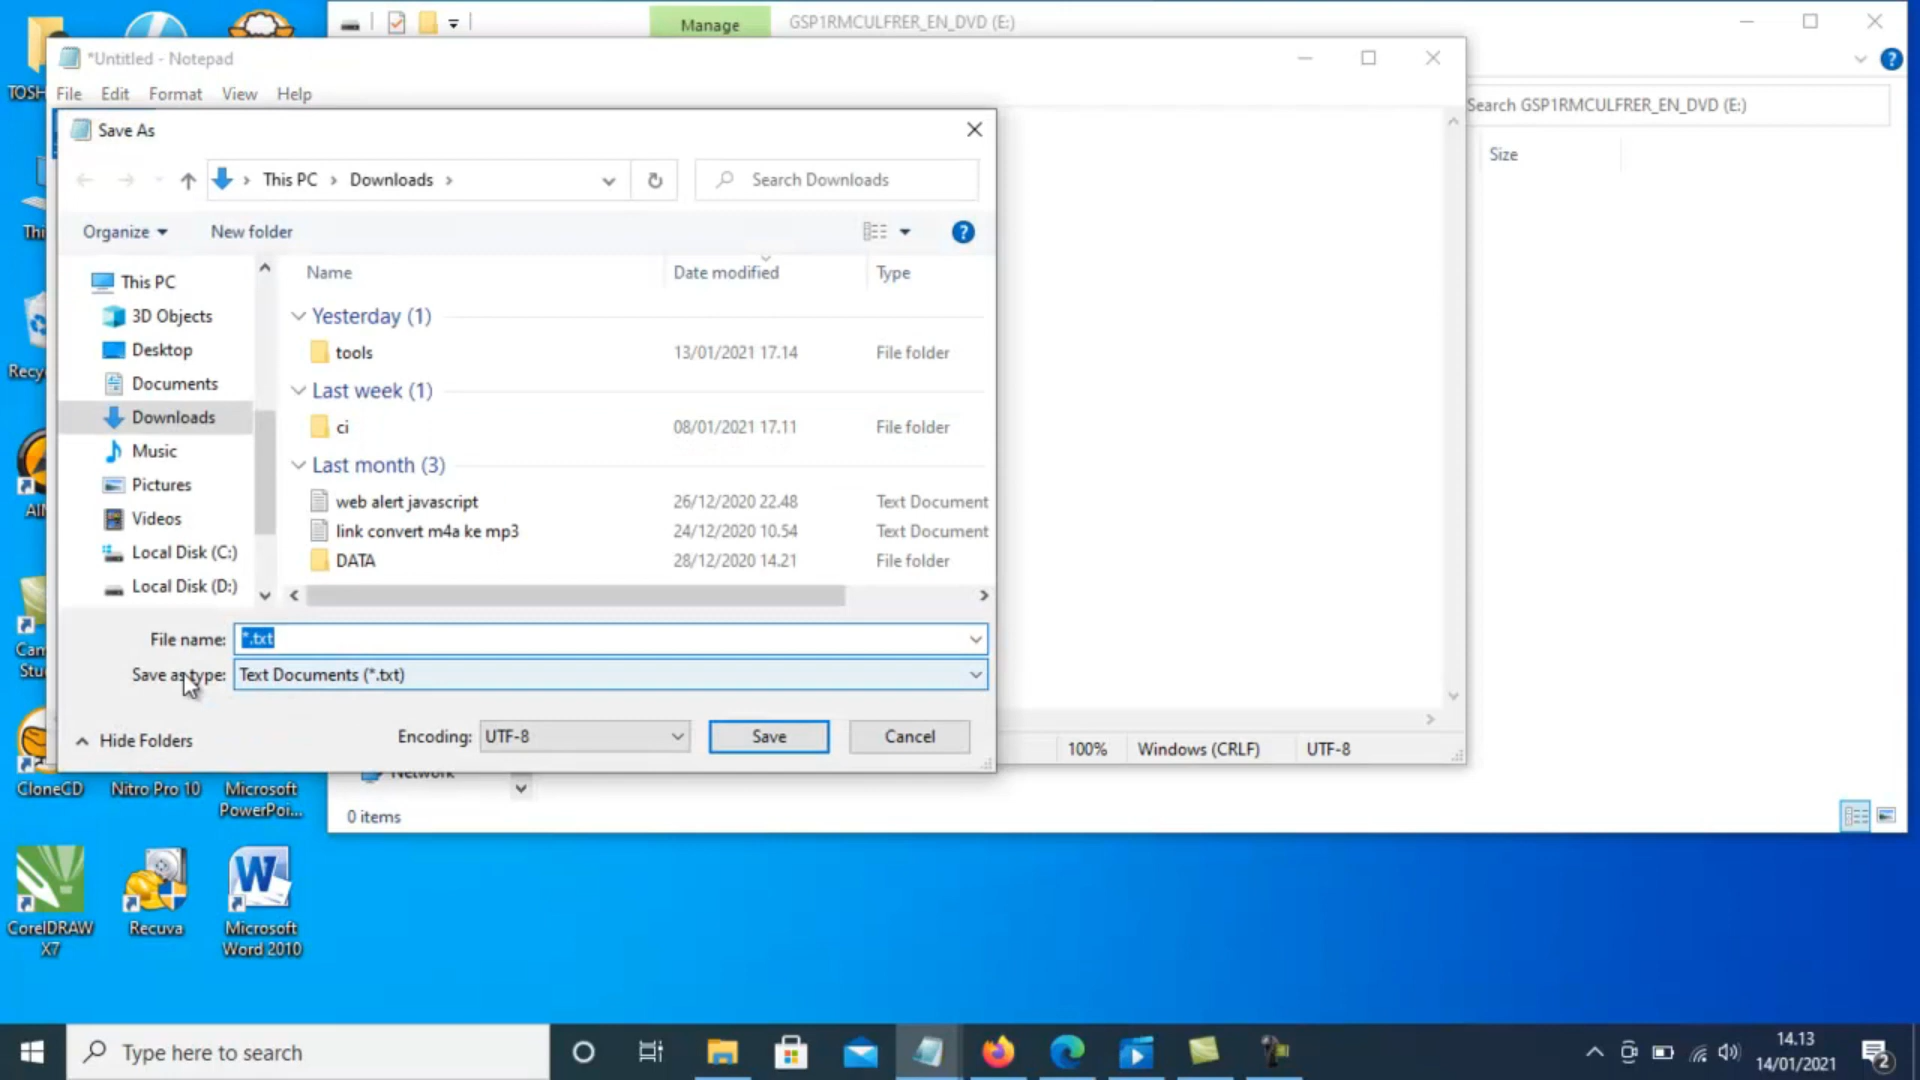 Manage
GSP1RMCULFRER_EN_DVD (E:)
*Untitled - Notepad
File Edit Format View Help
Search GSP1RMCULFRER_EN_DVD (E:)
Size
Save As
This PC > Downloads >
Search Downloads
Organize
New folder
This PC
3D Objects
Desktop
Documents
Downloads
Music
Pictures
Videos
Local Disk (C:)
Local Disk (D:)
Name Date modified Type
Yesterday (1)
tools 13/01/2021 17.14 File folder
Last week (1)
ci 08/01/2021 17.11 File folder
Last month (3)
web alert javascript 26/12/2020 22.48 Text Document
link convert m4a ke mp3 24/12/2020 10.54 Text Document
DATA 28/12/2020 14.21 File folder
File name: *.txt
Save as type: Text Documents (*.txt)
Hide Folders
Encoding: UTF-8
Save
Cancel
100% Windows (CRLF) UTF-8
Network
0 items
TOSH
Thi
Recy
CloneCD
Nitro Pro 10
Microsoft
PowerPoi...
CorelDRAW
X7
Recuva
Microsoft
Word 2010
Type here to search
14.13
14/01/2021
2